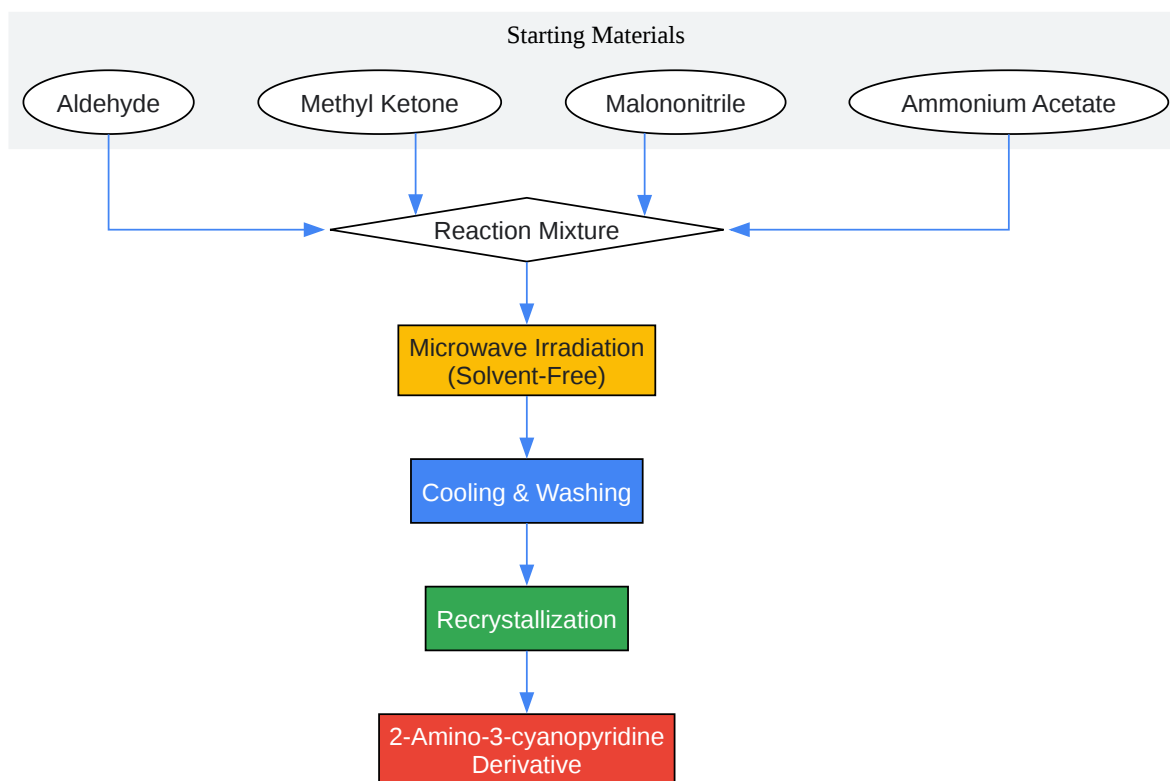 Starting Materials
Aldehyde
Methyl Ketone
Malononitrile
Ammonium Acetate
Reaction Mixture
Microwave Irradiation
(Solvent-Free)
Cooling & Washing
Recrystallization
2-Amino-3-cyanopyridine
Derivative